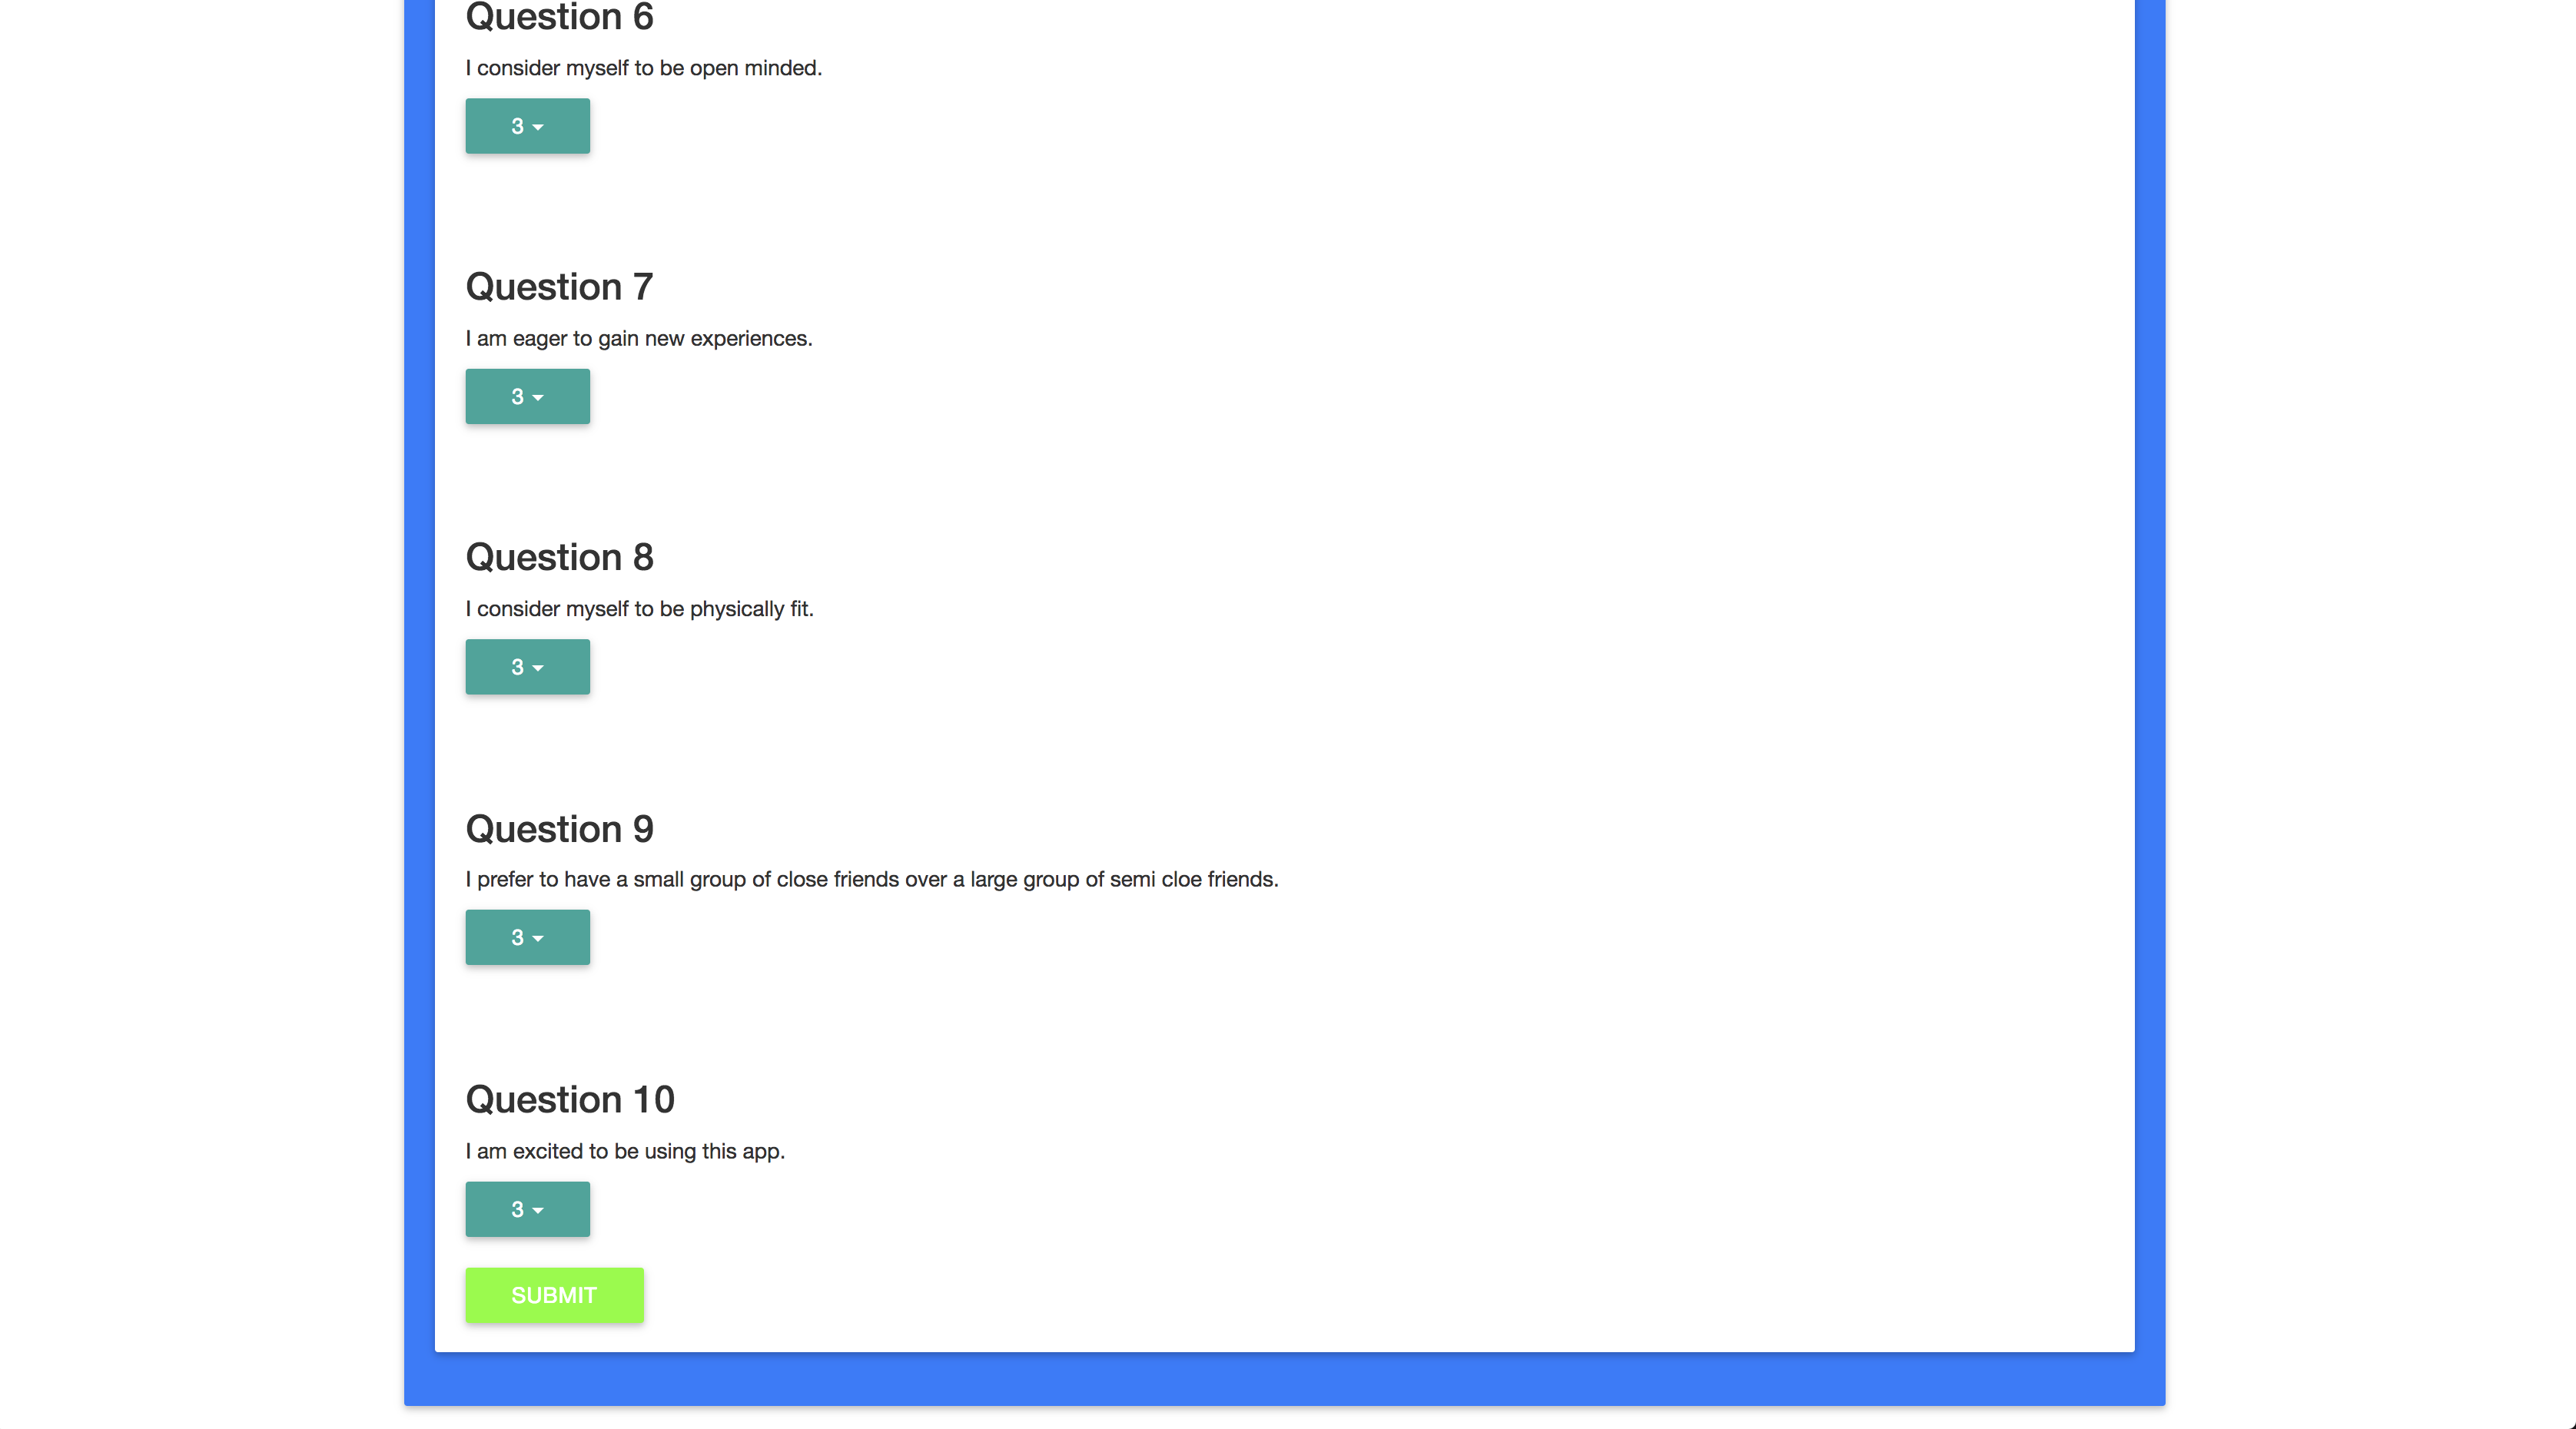 Question 6
I consider myself to be open minded.
3
Question 7
I am eager to gain new experiences.
3
Question 8
I consider myself to be physically fit.
3
Question 9
I prefer to have a small group of close friends over a large group of semi cloe friends.
3
Question 10
I am excited to be using this app.
3
SUBMIT